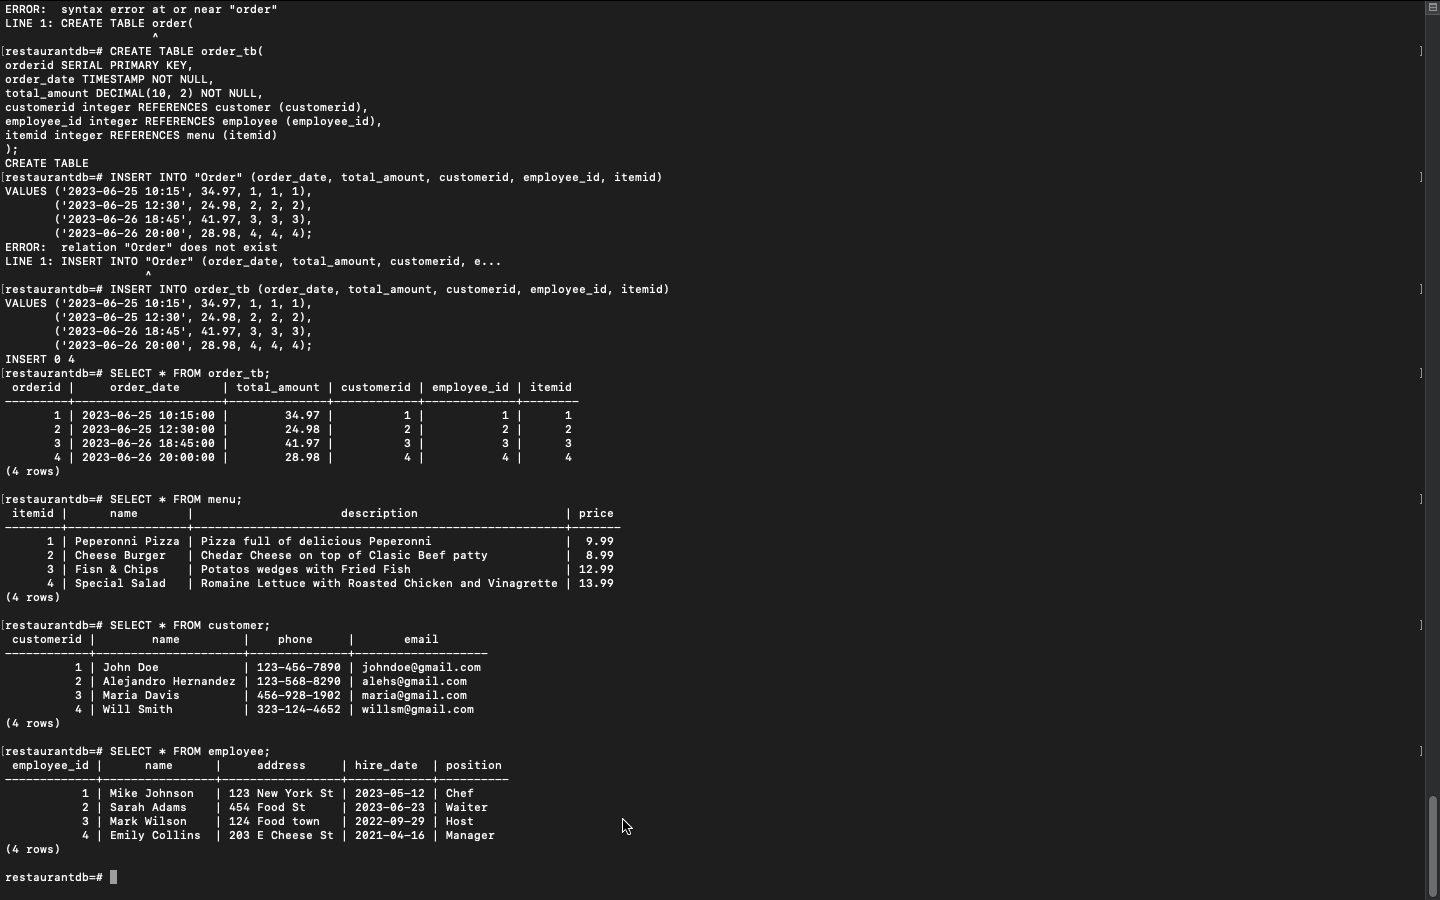 ERROR:  syntax error at or near "order"
LINE 1: CREATE TABLE order(
                     ^
[restaurantdb=# CREATE TABLE order_tb( ]
orderid SERIAL PRIMARY KEY,
order_date TIMESTAMP NOT NULL,
total_amount DECIMAL(10, 2) NOT NULL,
customerid integer REFERENCES customer (customerid),
employee_id integer REFERENCES employee (employee_id),
itemid integer REFERENCES menu (itemid)
);
CREATE TABLE
[restaurantdb=# INSERT INTO "Order" (order_date, total_amount, customerid, employee_id, itemid) ]
VALUES ('2023-06-25 10:15', 34.97, 1, 1, 1),
       ('2023-06-25 12:30', 24.98, 2, 2, 2),
       ('2023-06-26 18:45', 41.97, 3, 3, 3),
       ('2023-06-26 20:00', 28.98, 4, 4, 4);
ERROR:  relation "Order" does not exist
LINE 1: INSERT INTO "Order" (order_date, total_amount, customerid, e...
                    ^
[restaurantdb=# INSERT INTO order_tb (order_date, total_amount, customerid, employee_id, itemid) ]
VALUES ('2023-06-25 10:15', 34.97, 1, 1, 1),
       ('2023-06-25 12:30', 24.98, 2, 2, 2),
       ('2023-06-26 18:45', 41.97, 3, 3, 3),
       ('2023-06-26 20:00', 28.98, 4, 4, 4);
INSERT 0 4
[restaurantdb=# SELECT * FROM order_tb; ]
 orderid |     order_date      | total_amount | customerid | employee_id | itemid
---------+---------------------+--------------+------------+-------------+--------
       1 | 2023-06-25 10:15:00 |        34.97 |          1 |           1 |      1
       2 | 2023-06-25 12:30:00 |        24.98 |          2 |           2 |      2
       3 | 2023-06-26 18:45:00 |        41.97 |          3 |           3 |      3
       4 | 2023-06-26 20:00:00 |        28.98 |          4 |           4 |      4
(4 rows)

[restaurantdb=# SELECT * FROM menu; ]
 itemid |      name       |                     description                     | price
--------+-----------------+-----------------------------------------------------+-------
      1 | Peperonni Pizza | Pizza full of delicious Peperonni                   |  9.99
      2 | Cheese Burger   | Chedar Cheese on top of Clasic Beef patty           |  8.99
      3 | Fisn & Chips    | Potatos wedges with Fried Fish                      | 12.99
      4 | Special Salad   | Romaine Lettuce with Roasted Chicken and Vinagrette | 13.99
(4 rows)

[restaurantdb=# SELECT * FROM customer; ]
 customerid |        name         |    phone     |       email
------------+---------------------+--------------+-------------------
          1 | John Doe            | 123-456-7890 | johndoe@gmail.com
          2 | Alejandro Hernandez | 123-568-8290 | alehs@gmail.com
          3 | Maria Davis         | 456-928-1902 | maria@gmail.com
          4 | Will Smith          | 323-124-4652 | willsm@gmail.com
(4 rows)

[restaurantdb=# SELECT * FROM employee; ]
 employee_id |      name      |     address     | hire_date  | position
-------------+----------------+-----------------+------------+----------
           1 | Mike Johnson   | 123 New York St | 2023-05-12 | Chef
           2 | Sarah Adams    | 454 Food St     | 2023-06-23 | Waiter
           3 | Mark Wilson    | 124 Food town   | 2022-09-29 | Host
           4 | Emily Collins  | 203 E Cheese St | 2021-04-16 | Manager
(4 rows)

restaurantdb=#